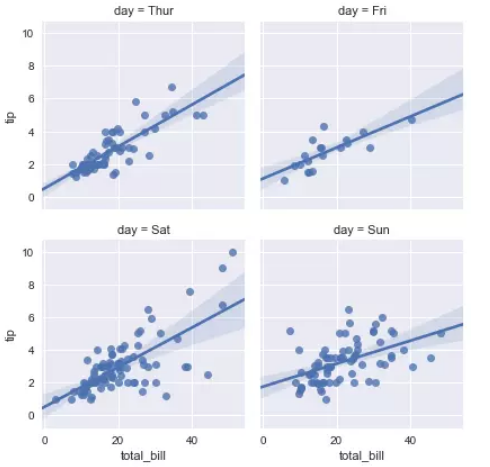 day = Thur
day = Fri
10
8
6
4
2
0
tip
day = Sat
day = Sun
10
8
6
4
2
0
tip
0 20 40
0 20 40
total_bill
total_bill